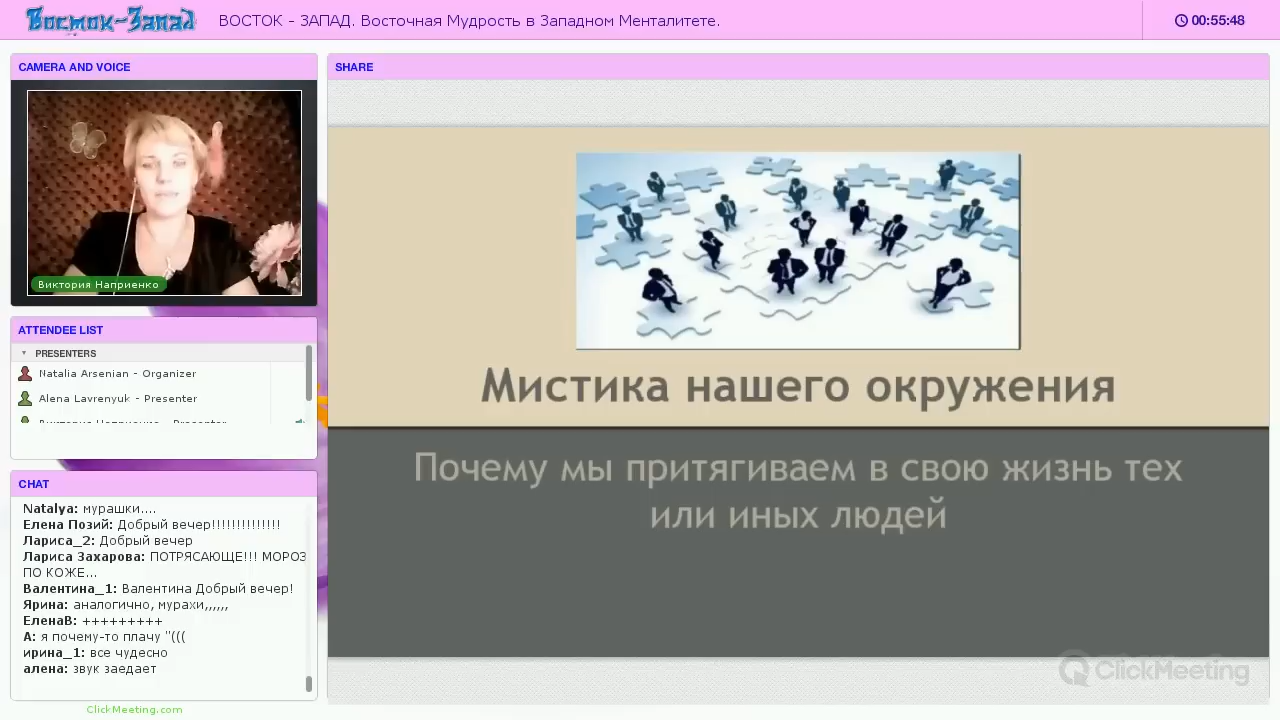 Восток-Запад
ВОСТОК - ЗАПАД. Восточная Мудрость в Западном Менталитете.
00:55:48
CAMERA AND VOICE
Виктория Наприенко
ATTENDEE LIST
PRESENTERS
Natalia Arsenian - Organizer
Alena Lavrenyuk - Presenter
Виктория Наприенко - Presenter
CHAT
Natalya: мурашки....
Елена Позий: Добрый вечер!!!!!!!!!!!!!!
Лариса_2: Добрый вечер
Лариса Захарова: ПОТРЯСАЮЩЕ!!! МОРОЗ
ПО КОЖЕ...
Валентина_1: Валентина Добрый вечер!
Ярина: аналогично, мурахи,,,,,,
ЕленаВ: +++++++++
А: я почему-то плачу "(((
ирина_1: все чудесно
алена: звук заедает
ClickMeeting.com
SHARE
Мистика нашего окружения
Почему мы притягиваем в свою жизнь тех
или иных людей
ClickMeeting